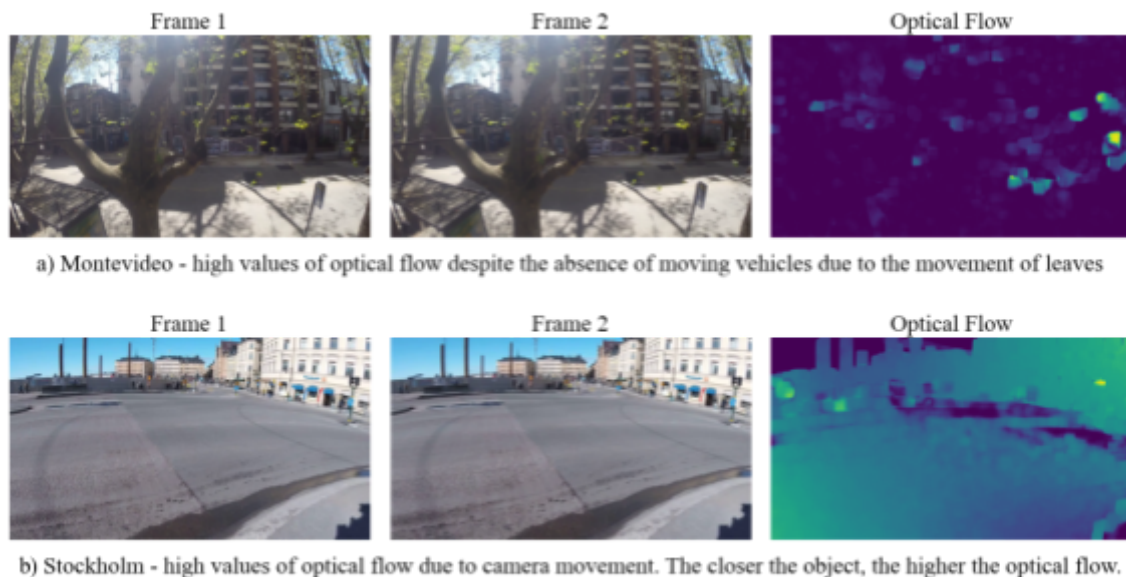 Frame 1 Frame 2 Optical Flow
a) Montevideo - high values of optical flow despite the absence of moving vehicles due to the movement of leaves
Frame 1 Frame 2 Optical Flow
b) Stockholm - high values of optical flow due to camera movement. The closer the object, the higher the optical flow.